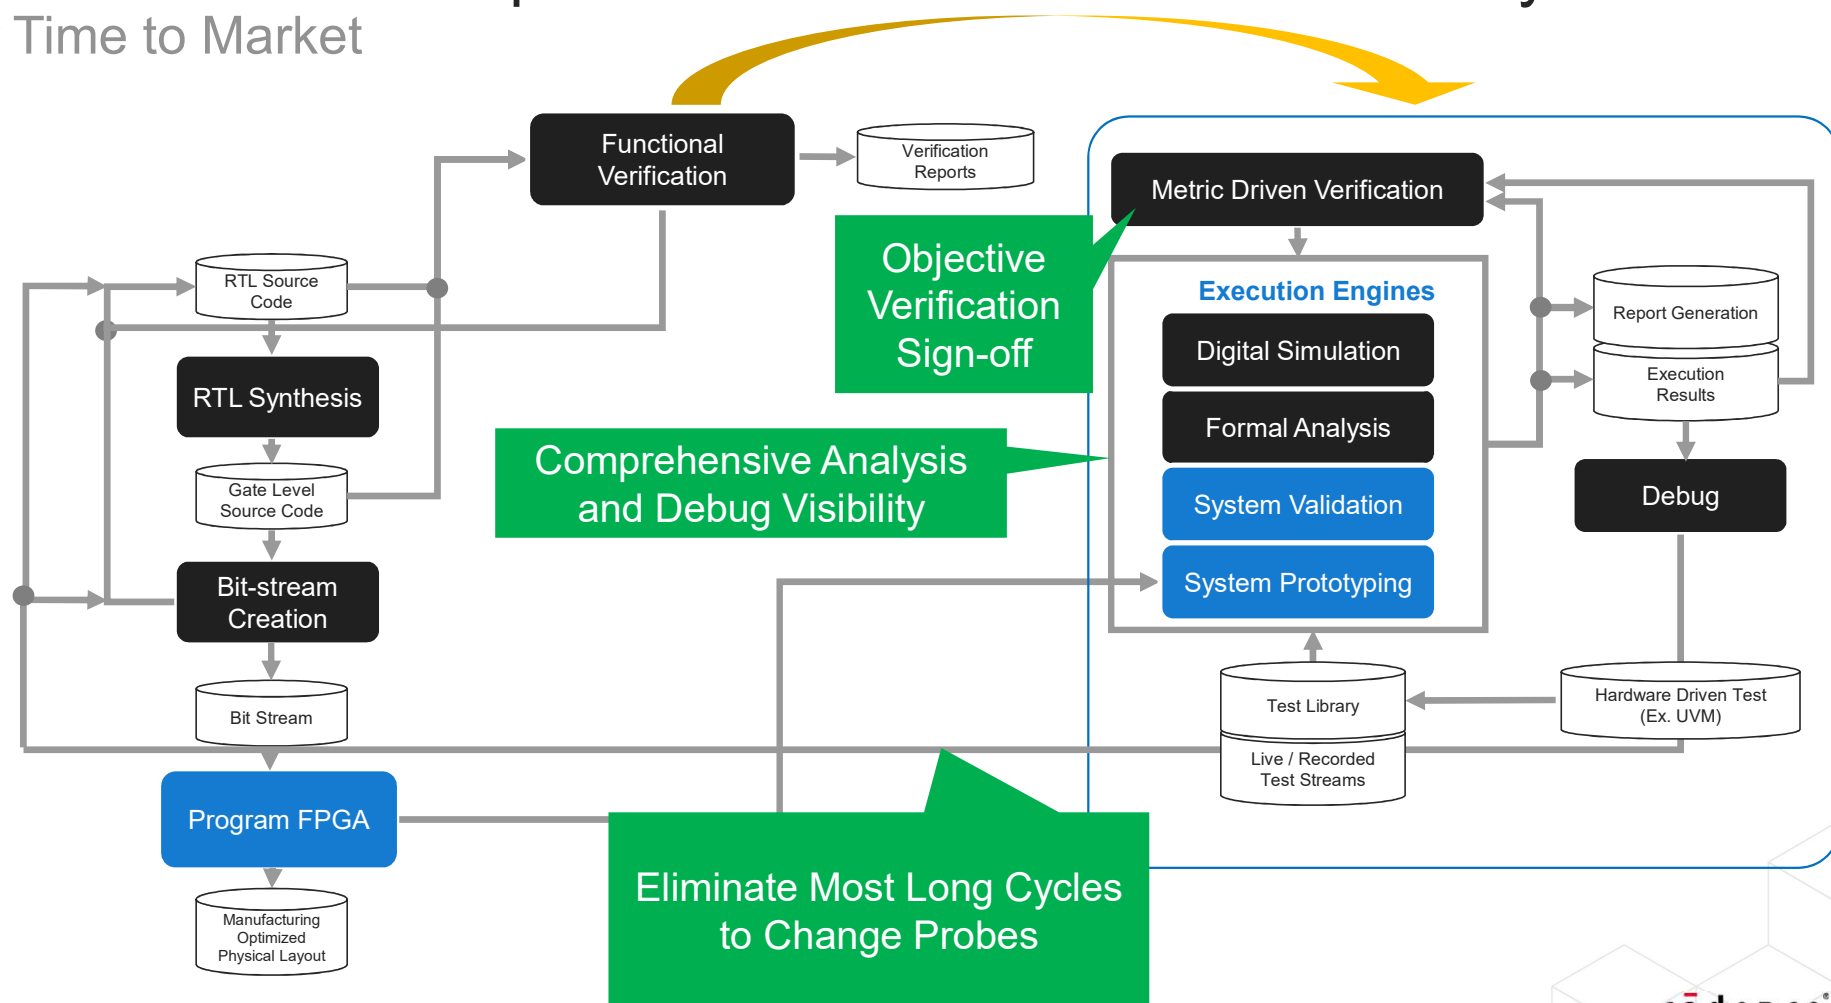 Time to Market
Functional
Verification
Verification
Reports
Metric Driven Verification
Objective
Verification
Sign-off
RTL Source
Code
Execution Engines
Report Generation
Digital Simulation
Execution
Results
RTL Synthesis
Formal Analysis
Comprehensive Analysis
and Debug Visibility
Gate Level
Source Code
System Validation
Debug
Bit-stream
Creation
System Prototyping
Bit Stream
Test Library
Hardware Driven Test
(Ex. UVM)
Live / Recorded
Test Streams
Program FPGA
Eliminate Most Long Cycles
to Change Probes
Manufacturing
Optimized
Physical Layout